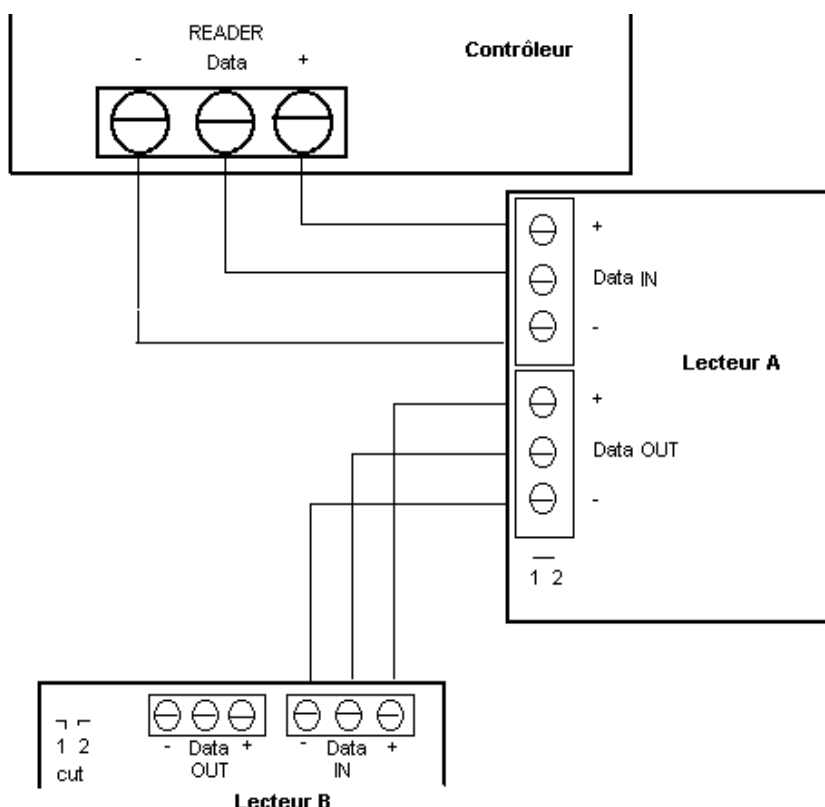 READER
- Data +
Contrôleur
+
Data IN
-
Lecteur A
+
Data OUT
-
1 2
1 2
cut
- Data +
OUT
- Data +
IN
Lecteur B